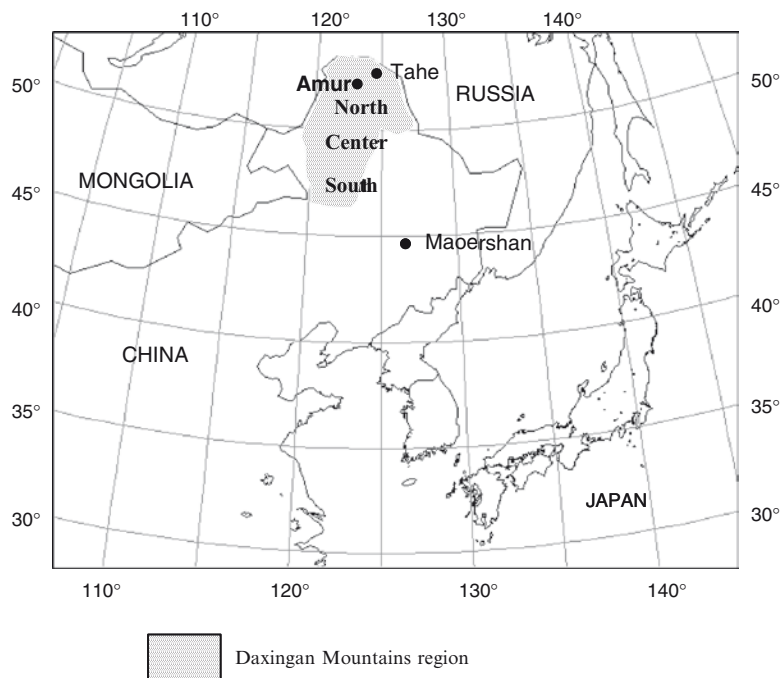 110° 120° 130° 140°
50° Tahe 50°
Amur
North RUSSIA
Center
MONGOLIA South
45° 45°
Maoershan
40° 40°
CHINA
35° 35°
30° JAPAN 30°
110° 120° 130° 140°
Daxingan Mountains region